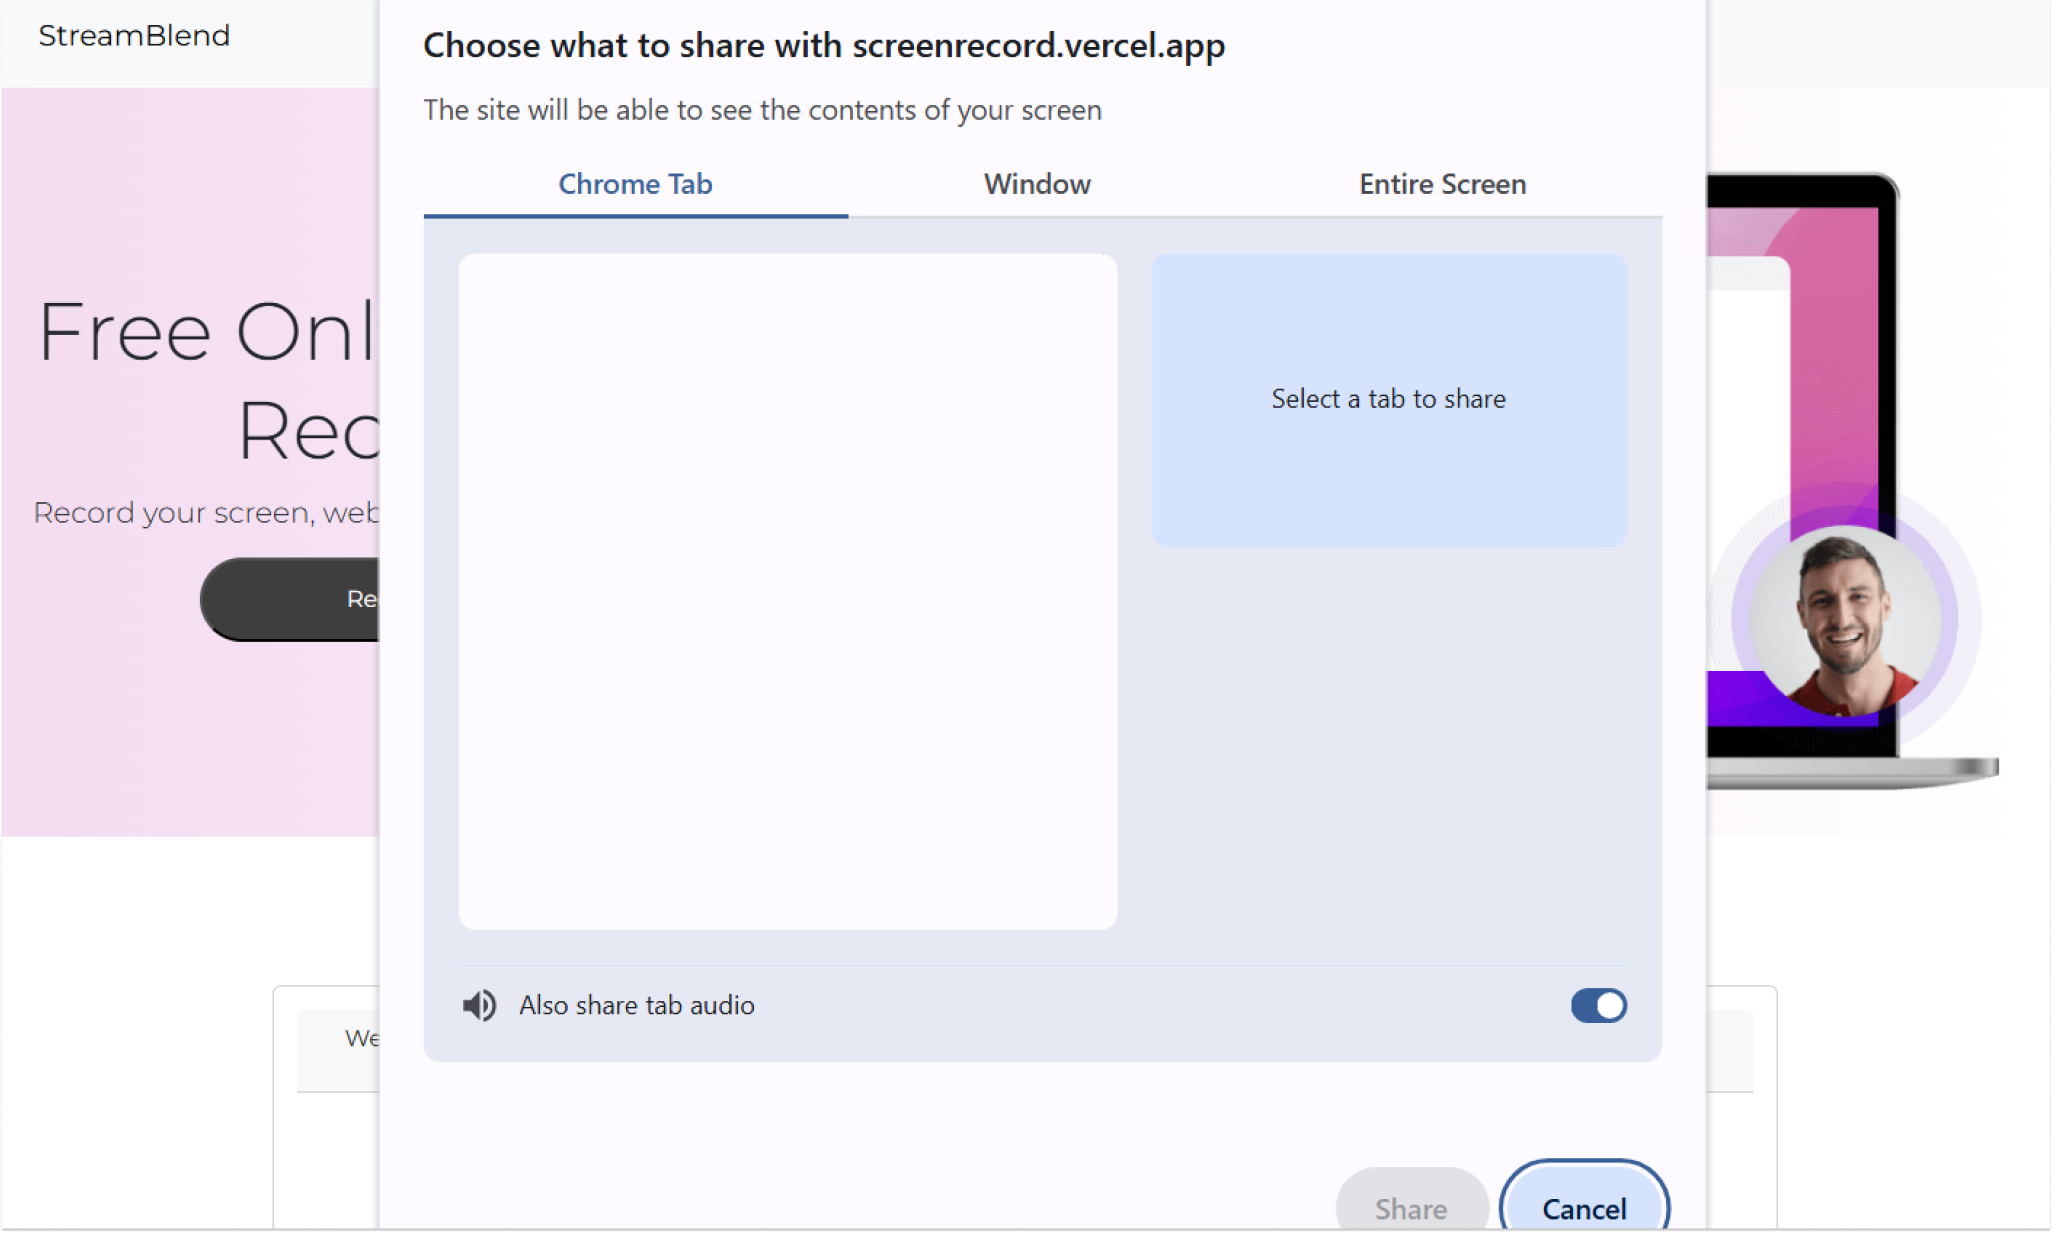 StreamBlend
Choose what to share with screenrecord.vercel.app
The site will be able to see the contents of your screen
Chrome Tab
Window
Entire Screen
Select a tab to share
Free Onl
Rec
Record your screen, web
Re
Also share tab audio
We
Share
Cancel